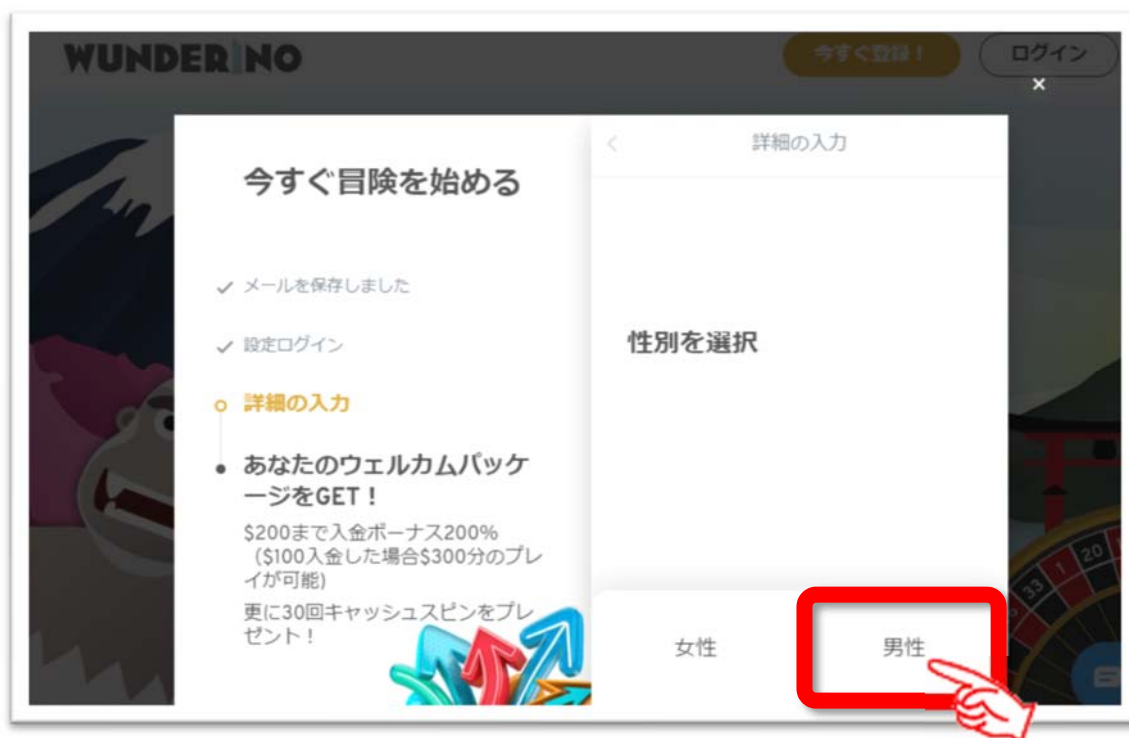 WUNDERINO
今すぐ登録！
ログイン
×
今すぐ冒険を始める
メールを保存しました
設定ログイン
詳細の入力
あなたのウェルカムパッケ
ージをGET！
$200まで入金ボーナス200%
（$100入金した場合$300分のプレ
イが可能)
更に30回キャッシュスピンをプレ
ゼント！
詳細の入力
性別を選択
女性
男性
20
1
33